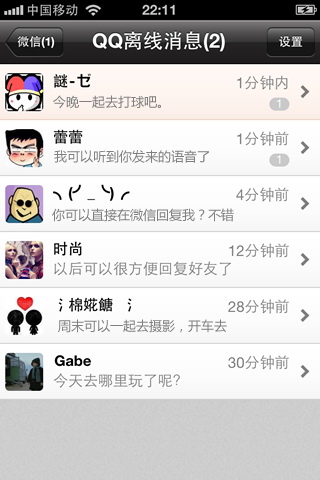 中国移动 22:11
微信(1) QQ离线消息(2) 设置
謎-ゼ 1分钟内
今晚一起去打球吧。 1
蕾蕾 1分钟前
我可以听到你发来的语音了 1
4分钟前
你可以直接在微信回复我？不错
时尚 12分钟前
以后可以很方便回复好友了
氵棉婲餹 氵 28分钟前
周末可以一起去摄影，开车去
Gabe 30分钟前
今天去哪里玩了呢?